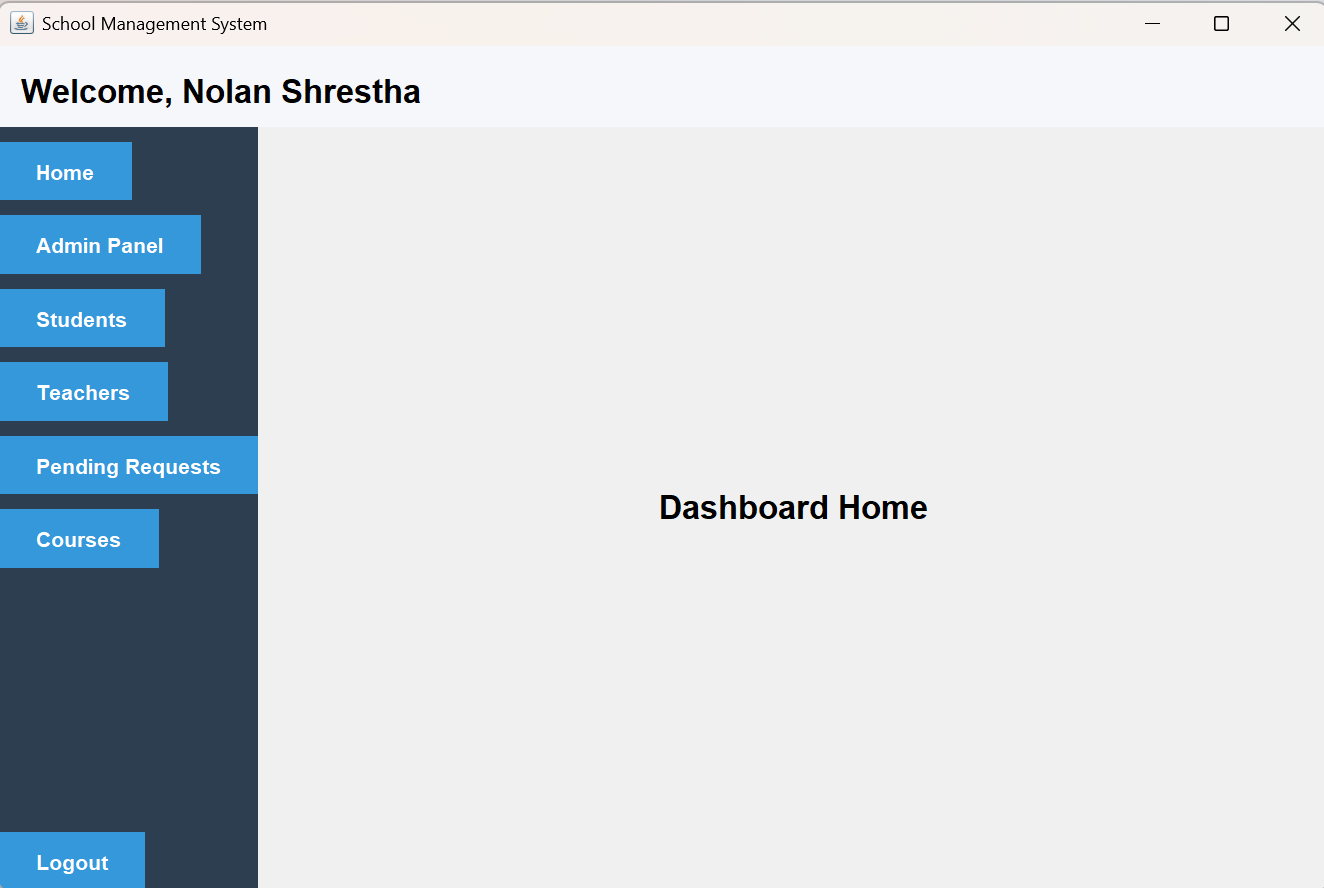 School Management System
Welcome, Nolan Shrestha
Home
Admin Panel
Students
Teachers
Pending Requests
Courses
Dashboard Home
Logout